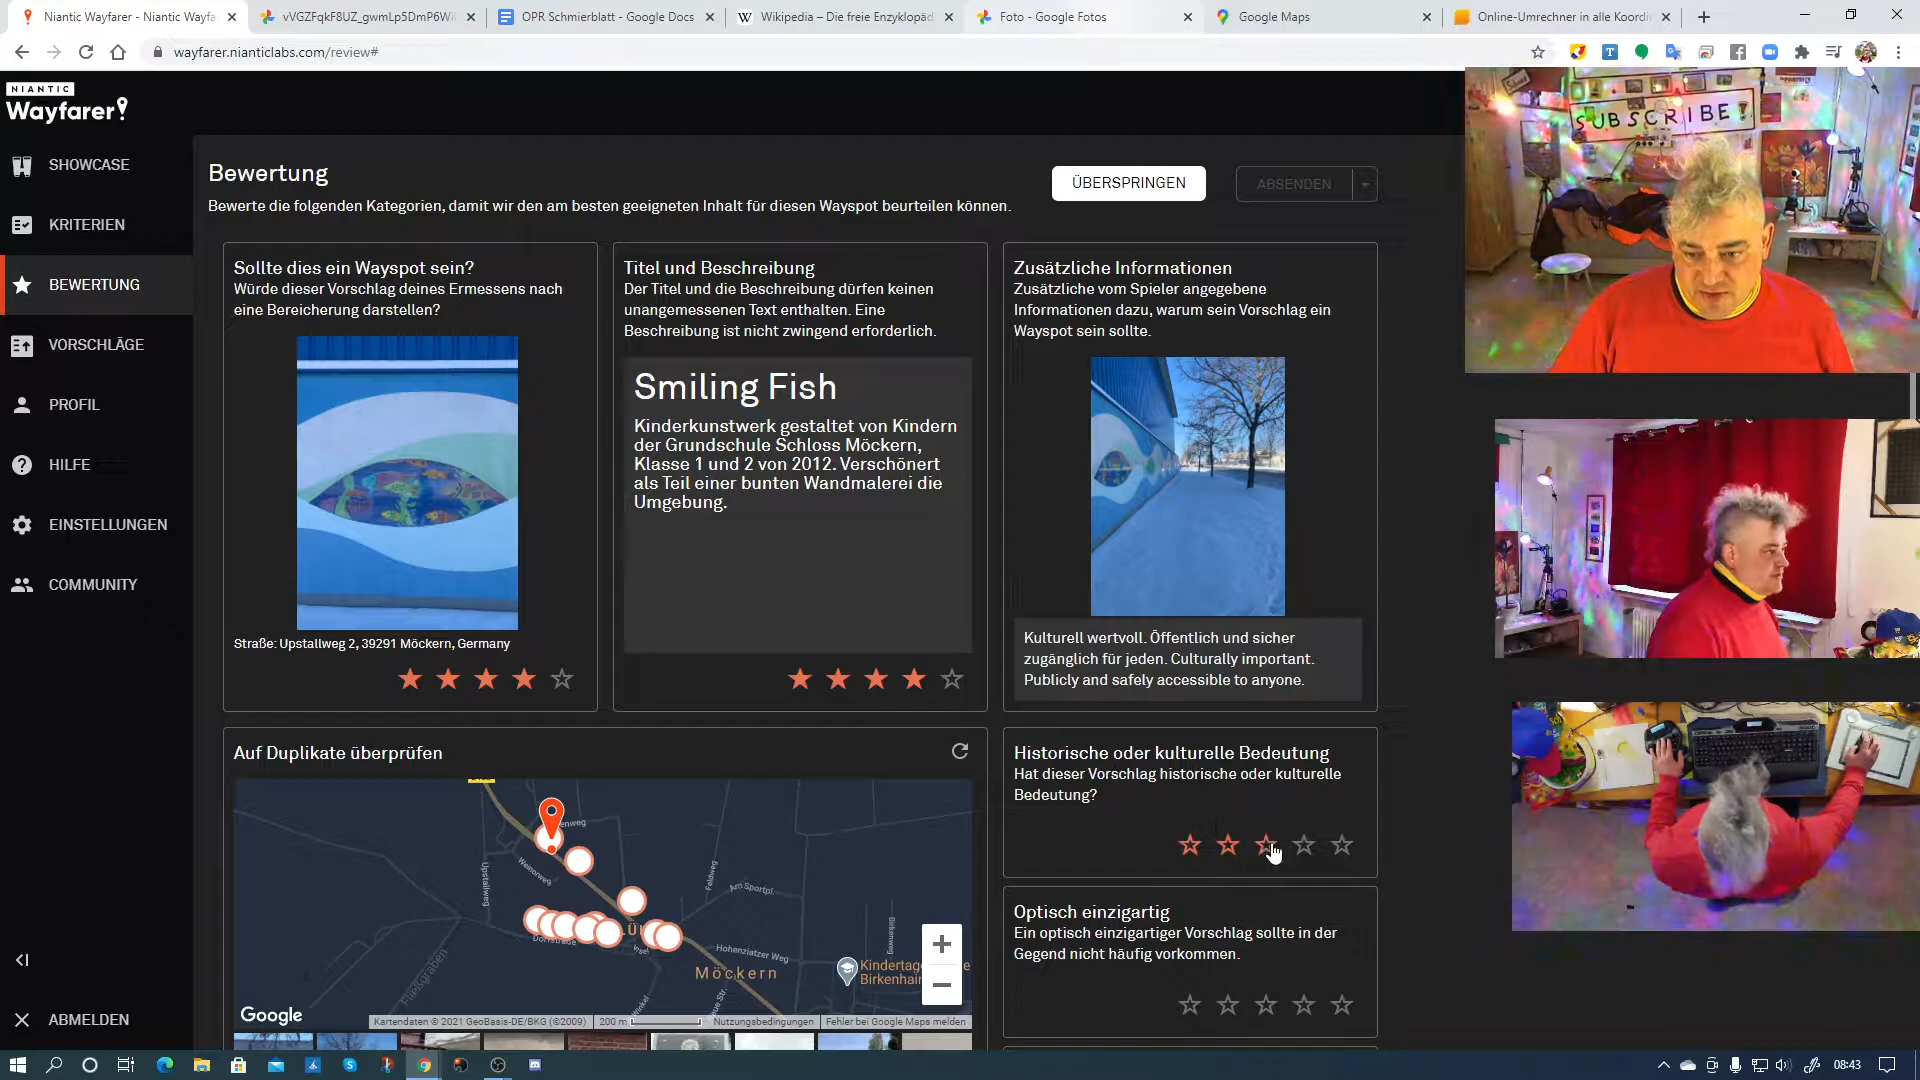 Niantic Wayfarer - Niantic Wayfa
vVGZFqkF8UZ_gwmLp5DmP6Wi
OPR Schmierblatt - Google Docs
Wikipedia – Die freie Enzyklopäd
Foto - Google Fotos
Google Maps
Online-Umrechner in alle Koordi
wayfarer.nianticlabs.com/review#
NIANTIC
Wayfarer
SHOWCASE
KRITERIEN
BEWERTUNG
VORSCHLÄGE
PROFIL
HILFE
EINSTELLUNGEN
COMMUNITY
ABMELDEN
Bewertung
Bewerte die folgenden Kategorien, damit wir den am besten geeigneten Inhalt für diesen Wayspot beurteilen können.
ÜBERSPRINGEN
ABSENDEN
Sollte dies ein Wayspot sein?
Würde dieser Vorschlag deines Ermessens nach
eine Bereicherung darstellen?
Straße: Upstallweg 2, 39291 Möckern, Germany
Titel und Beschreibung
Der Titel und die Beschreibung dürfen keinen
unangemessenen Text enthalten. Eine
Beschreibung ist nicht zwingend erforderlich.
Smiling Fish
Kinderkunstwerk gestaltet von Kindern
der Grundschule Schloss Möckern,
Klasse 1 und 2 von 2012. Verschönert
als Teil einer bunten Wandmalerei die
Umgebung.
Zusätzliche Informationen
Zusätzliche vom Spieler angegebene
Informationen dazu, warum sein Vorschlag ein
Wayspot sein sollte.
Kulturell wertvoll. Öffentlich und sicher
zugänglich für jeden. Culturally important.
Publicly and safely accessible to anyone.
Auf Duplikate überprüfen
Upstallweg
Feldweg
Am Sportpl.
Birkenweg
Dorfstraße
Hohenziatzer Weg
Möckern
Kindertag
Birkenhain
Fließgraben
Google
Kartendaten © 2021 GeoBasis-DE/BKG (©2009)
200 m
Nutzungsbedingungen
Fehler bei Google Maps melden
Historische oder kulturelle Bedeutung
Hat dieser Vorschlag historische oder kulturelle
Bedeutung?
Optisch einzigartig
Ein optisch einzigartiger Vorschlag sollte in der
Gegend nicht häufig vorkommen.
SUBSCRIBE!
08:43